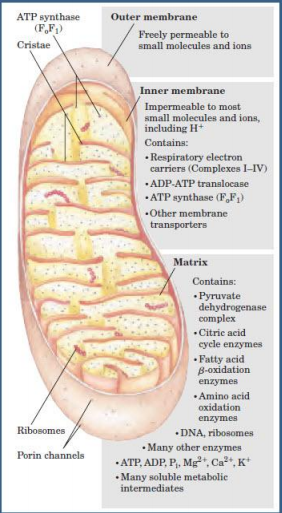 ATP synthase
(FₒF₁)
Cristae
Ribosomes
Porin channels
Outer membrane
Freely permeable to
small molecules and ions
Inner membrane
Impermeable to most
small molecules and ions,
including H⁺
Contains:
• Respiratory electron
carriers (Complexes I–IV)
• ADP-ATP translocase
• ATP synthase (FₒF₁)
• Other membrane
transporters
Matrix
Contains:
• Pyruvate
dehydrogenase
complex
• Citric acid
cycle enzymes
• Fatty acid
β-oxidation
enzymes
• Amino acid
oxidation
enzymes
• DNA, ribosomes
• Many other enzymes
• ATP, ADP, Pᵢ, Mg²⁺, Ca²⁺, K⁺
• Many soluble metabolic
intermediates